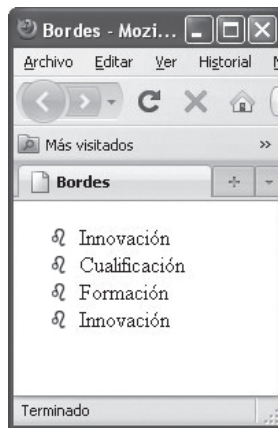 Bordes - Mozi...
Archivo Editar Ver Historial
Más visitados »
Bordes
♌ Innovación
♌ Cualificación
♌ Formación
♌ Innovación
Terminado